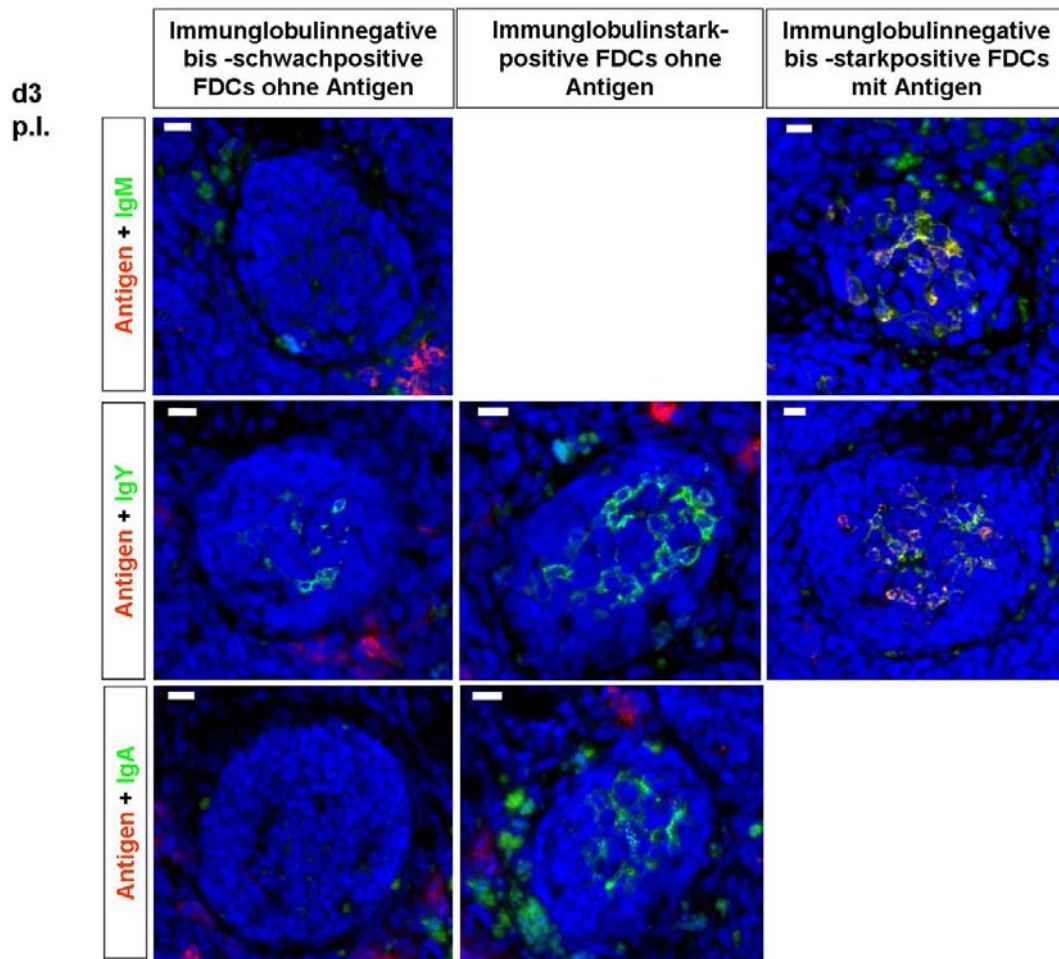 Immunglobulinnegative
bis -schwachpositive
FDCs ohne Antigen
Immunglobulinstark-
positive FDCs ohne
Antigen
Immunglobulinnegative
bis -starkpositive FDCs
mit Antigen
d3
p.l.
Antigen + IgM
Antigen + IgY
Antigen + IgA